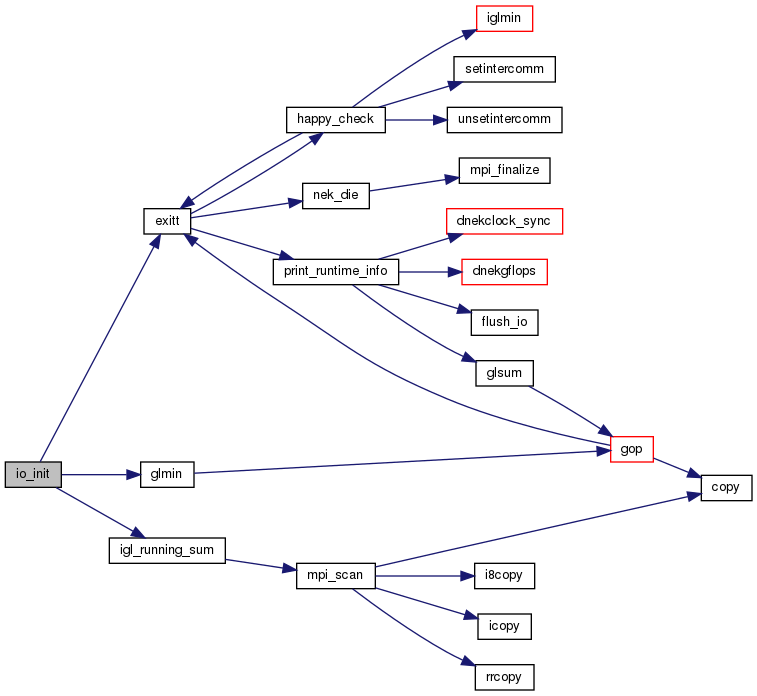 iglmin
setintercomm
happy_check
unsetintercomm
mpi_finalize
nek_die
exitt
dnekclock_sync
print_runtime_info
dnekgflops
flush_io
glsum
gop
io_init
glmin
copy
igl_running_sum
mpi_scan
i8copy
icopy
rrcopy